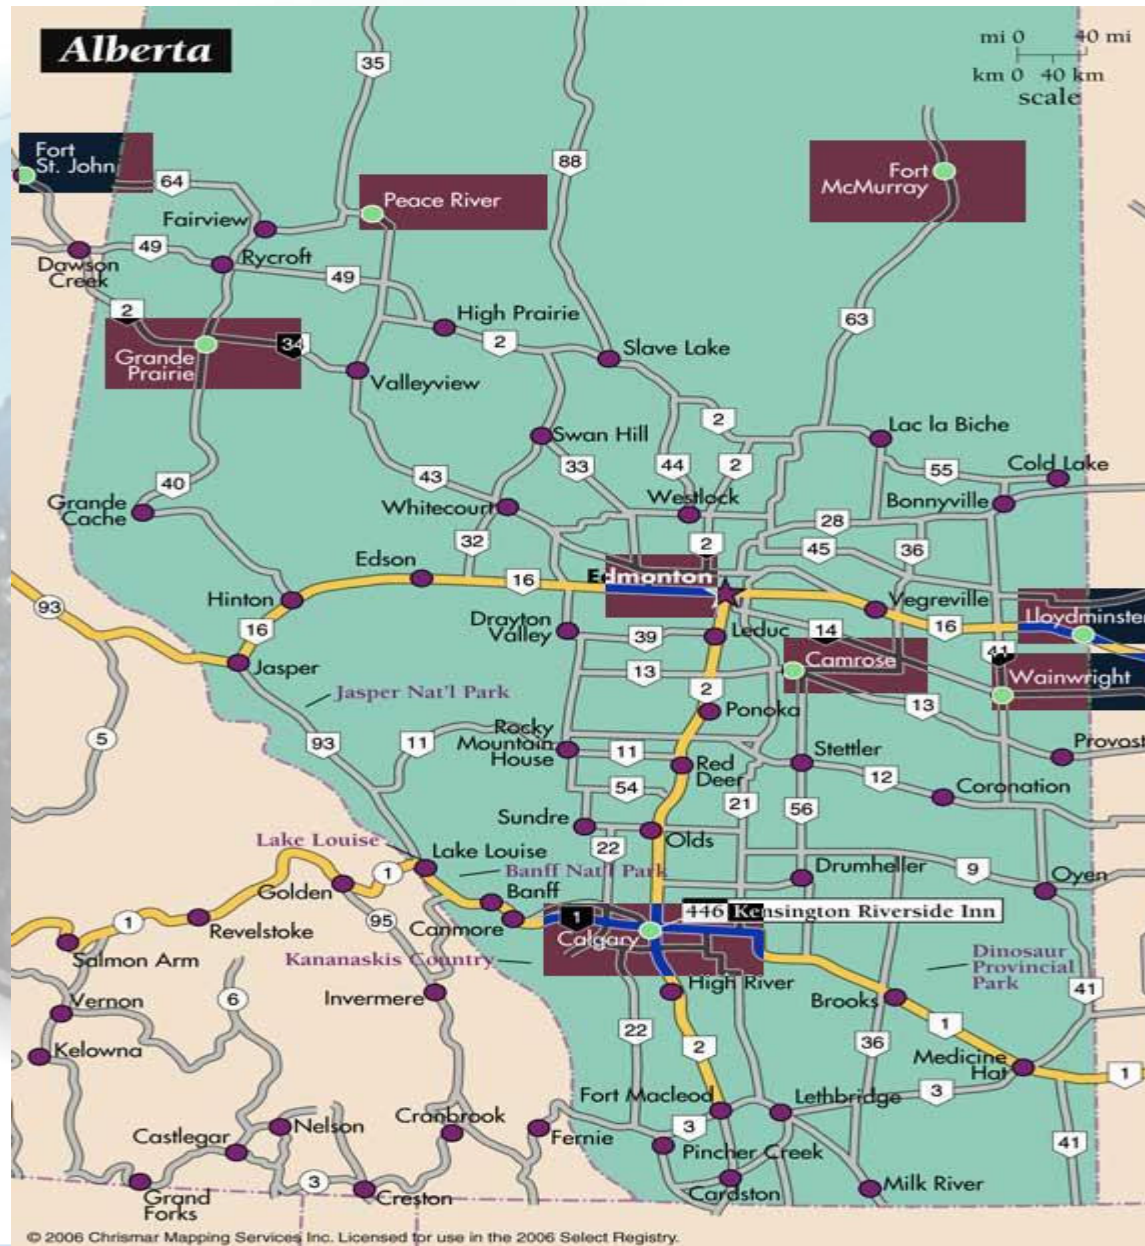 Alberta
mi 0 40 mi
km 0 40 km
scale
35
88
Fort
St. John
64
Peace River
Fort
McMurray
Fairview
49
Rycroft
Dawson
Creek
49
2
High Prairie
2
63
34
Grande
Prairie
Slave Lake
Valleyview
2
Lac la Biche
Swan Hill
33
44
2
55
Cold Lake
43
40
Grande
Cache
Whitecourt
Westlock
Bonnyville
28
32
2
45
36
Edson
16
Edmonton
93
Hinton
Vegreville
Lloydminster
16
Drayton
Valley
39
Leduc
14
16
41
Jasper
13
Camrose
Wainwright
Jasper Nat'l Park
2
13
Ponoka
5
93
11
Rocky
Mountain
House
11
Stettler
Provost
Red
Deer
12
54
Coronation
21
56
Sundre
Olds
Lake Louise
22
Lake Louise
Banff Nat'l Park
Drumheller
9
1
Golden
Banff
Oyen
1
95
1
446 Kensington Riverside Inn
Revelstoke
Canmore
Calgary
Salmon Arm
Kananaskis Country
Dinosaur
Provincial
Park
High River
6
Invermere
Brooks
41
Vernon
22
1
2
36
Kelowna
Medicine
Hat
1
3
Fort Macleod
Lethbridge
Cranbrook
3
Nelson
Castlegar
Fernie
41
Pincher Creek
3
Creston
Cardston
Milk River
Grand
Forks
© 2006 Chrismar Mapping Services Inc. Licensed for use in the 2006 Select Registry.